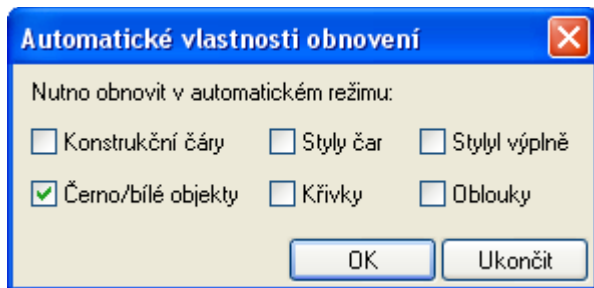 Automatické vlastnosti obnovení
Nutno obnovit v automatickém režimu:
Konstrukční čáry Styly čar Stylyl výplně
Černo/bílé objekty Křivky Oblouky
OK Ukončit